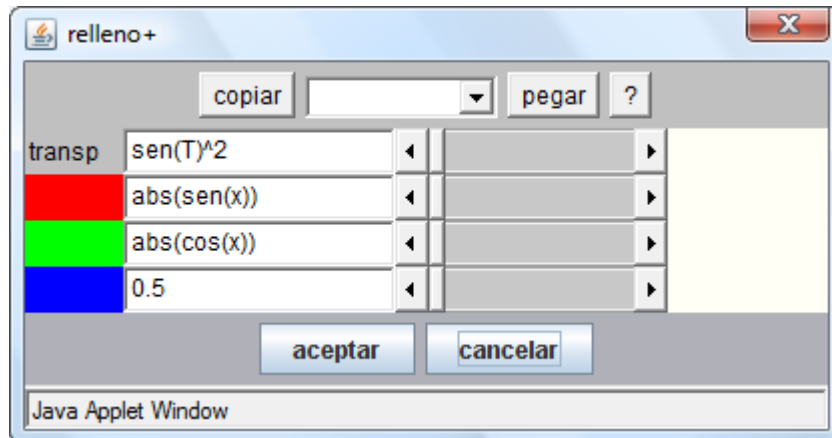 relleno+
copiar pegar ?
transp sen(T)^2
abs(sen(x))
abs(cos(x))
0.5
aceptar cancelar
Java Applet Window